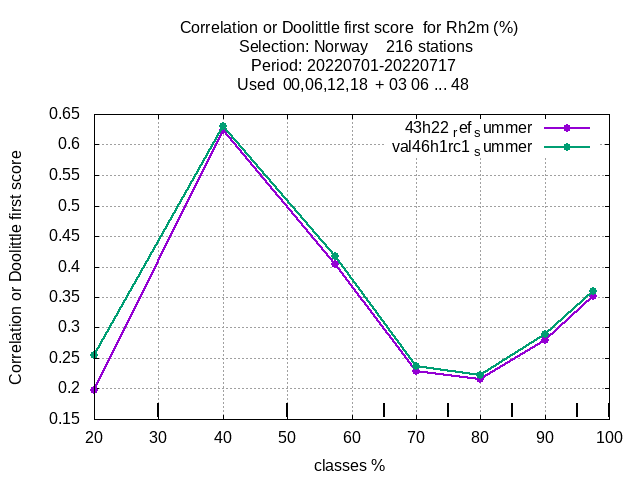 Correlation or Doolittle first score for Rh2m (%)
Selection: Norway 216 stations
Period: 20220701-20220717
Used 00,06,12,18 + 03 06 ... 48
43h22_ref_summer
val46h1rc1_summer
Correlation or Doolittle first score
0.65
0.6
0.55
0.5
0.45
0.4
0.35
0.3
0.25
0.2
0.15
20 30 40 50 60 70 80 90 100
classes %